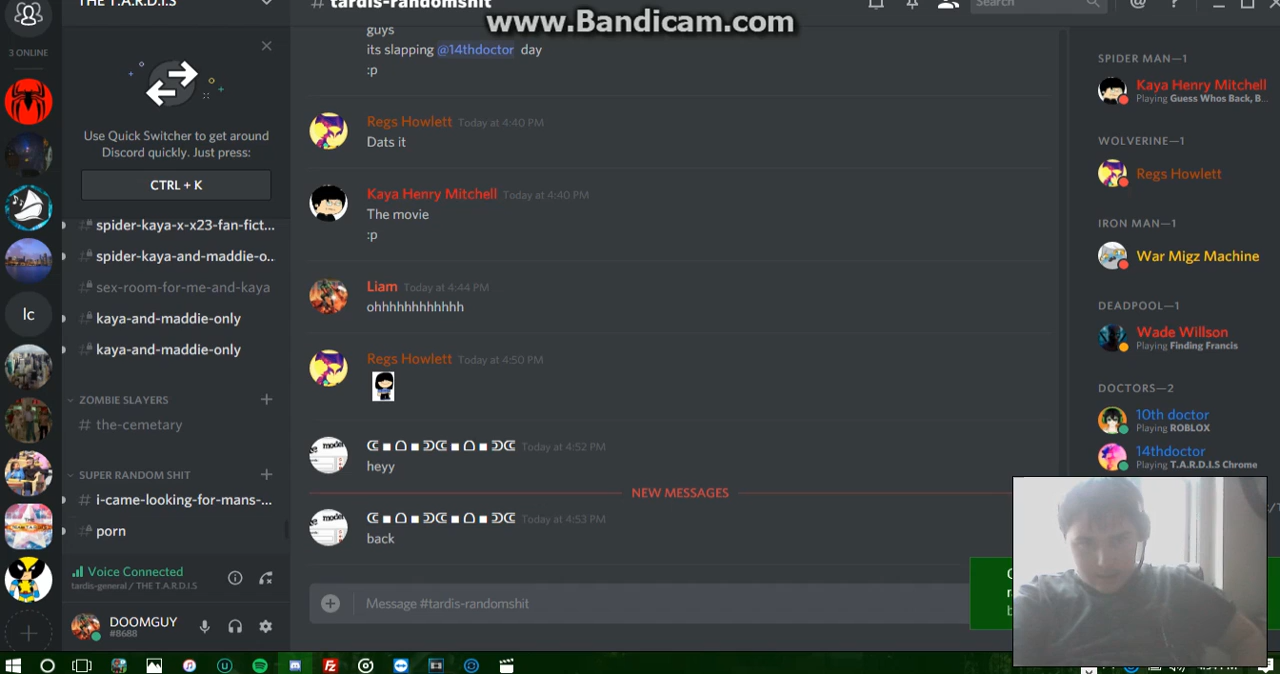 THE T.A.R.D.I.S
# tardis-randomshit
www.Bandicam.com
Search
3 ONLINE
Use Quick Switcher to get around
Discord quickly. Just press:
CTRL + K
spider-kaya-x-x23-fan-fict...
spider-kaya-and-maddie-o...
sex-room-for-me-and-kaya
kaya-and-maddie-only
kaya-and-maddie-only
ZOMBIE SLAYERS
# the-cemetary
SUPER RANDOM SHIT
# i-came-looking-for-mans-...
porn
lc
Voice Connected
tardis-general / THE T.A.R.D.I.S
DOOMGUY
#8688
guys
its slapping @14thdoctor day
:p
Regs Howlett Today at 4:40 PM
Dats it
Kaya Henry Mitchell Today at 4:40 PM
The movie
:p
Liam Today at 4:44 PM
ohhhhhhhhhhh
Regs Howlett Today at 4:50 PM
Today at 4:52 PM
heyy
NEW MESSAGES
Today at 4:53 PM
back
Message #tardis-randomshit
SPIDER MAN—1
Kaya Henry Mitchell
Playing Guess Whos Back, B...
WOLVERINE—1
Regs Howlett
IRON MAN—1
War Migz Machine
DEADPOOL—1
Wade Willson
Playing Finding Francis
DOCTORS—2
10th doctor
Playing ROBLOX
14thdoctor
Playing T.A.R.D.I.S Chrome